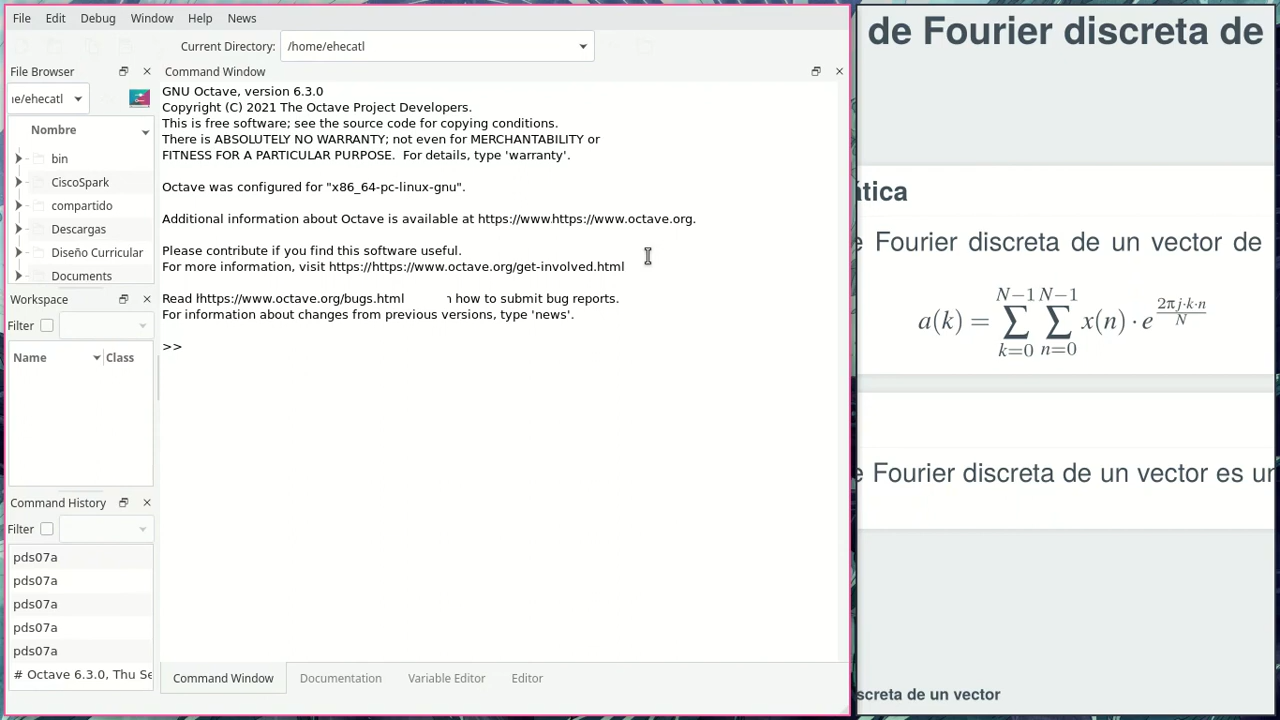 File Edit Debug Window Help News
Current Directory: /home/ehecatl
File Browser
ıe/ehecatl
Nombre
bin
CiscoSpark
compartido
Descargas
Diseño Curricular
Documents
Workspace
Filter
Name Class
Command History
Filter
pds07a
pds07a
pds07a
pds07a
pds07a
# Octave 6.3.0, Thu Se
Command Window
GNU Octave, version 6.3.0
Copyright (C) 2021 The Octave Project Developers.
This is free software; see the source code for copying conditions.
There is ABSOLUTELY NO WARRANTY; not even for MERCHANTABILITY or
FITNESS FOR A PARTICULAR PURPOSE.  For details, type 'warranty'.
Octave was configured for "x86_64-pc-linux-gnu".
Additional information about Octave is available at https://www.https://www.octave.org.
Please contribute if you find this software useful.
For more information, visit https://https://www.octave.org/get-involved.html
Read https://www.octave.org/bugs.html how to submit bug reports.
For information about changes from previous versions, type 'news'.
>>
Command Window Documentation Variable Editor Editor
de Fourier discreta de
ática
e Fourier discreta de un vector de
a(k) = ∑_{k=0}^{N−1} ∑_{n=0}^{N−1} x(n) · e^{2πj·k·n/N}
e Fourier discreta de un vector es un
screta de un vector